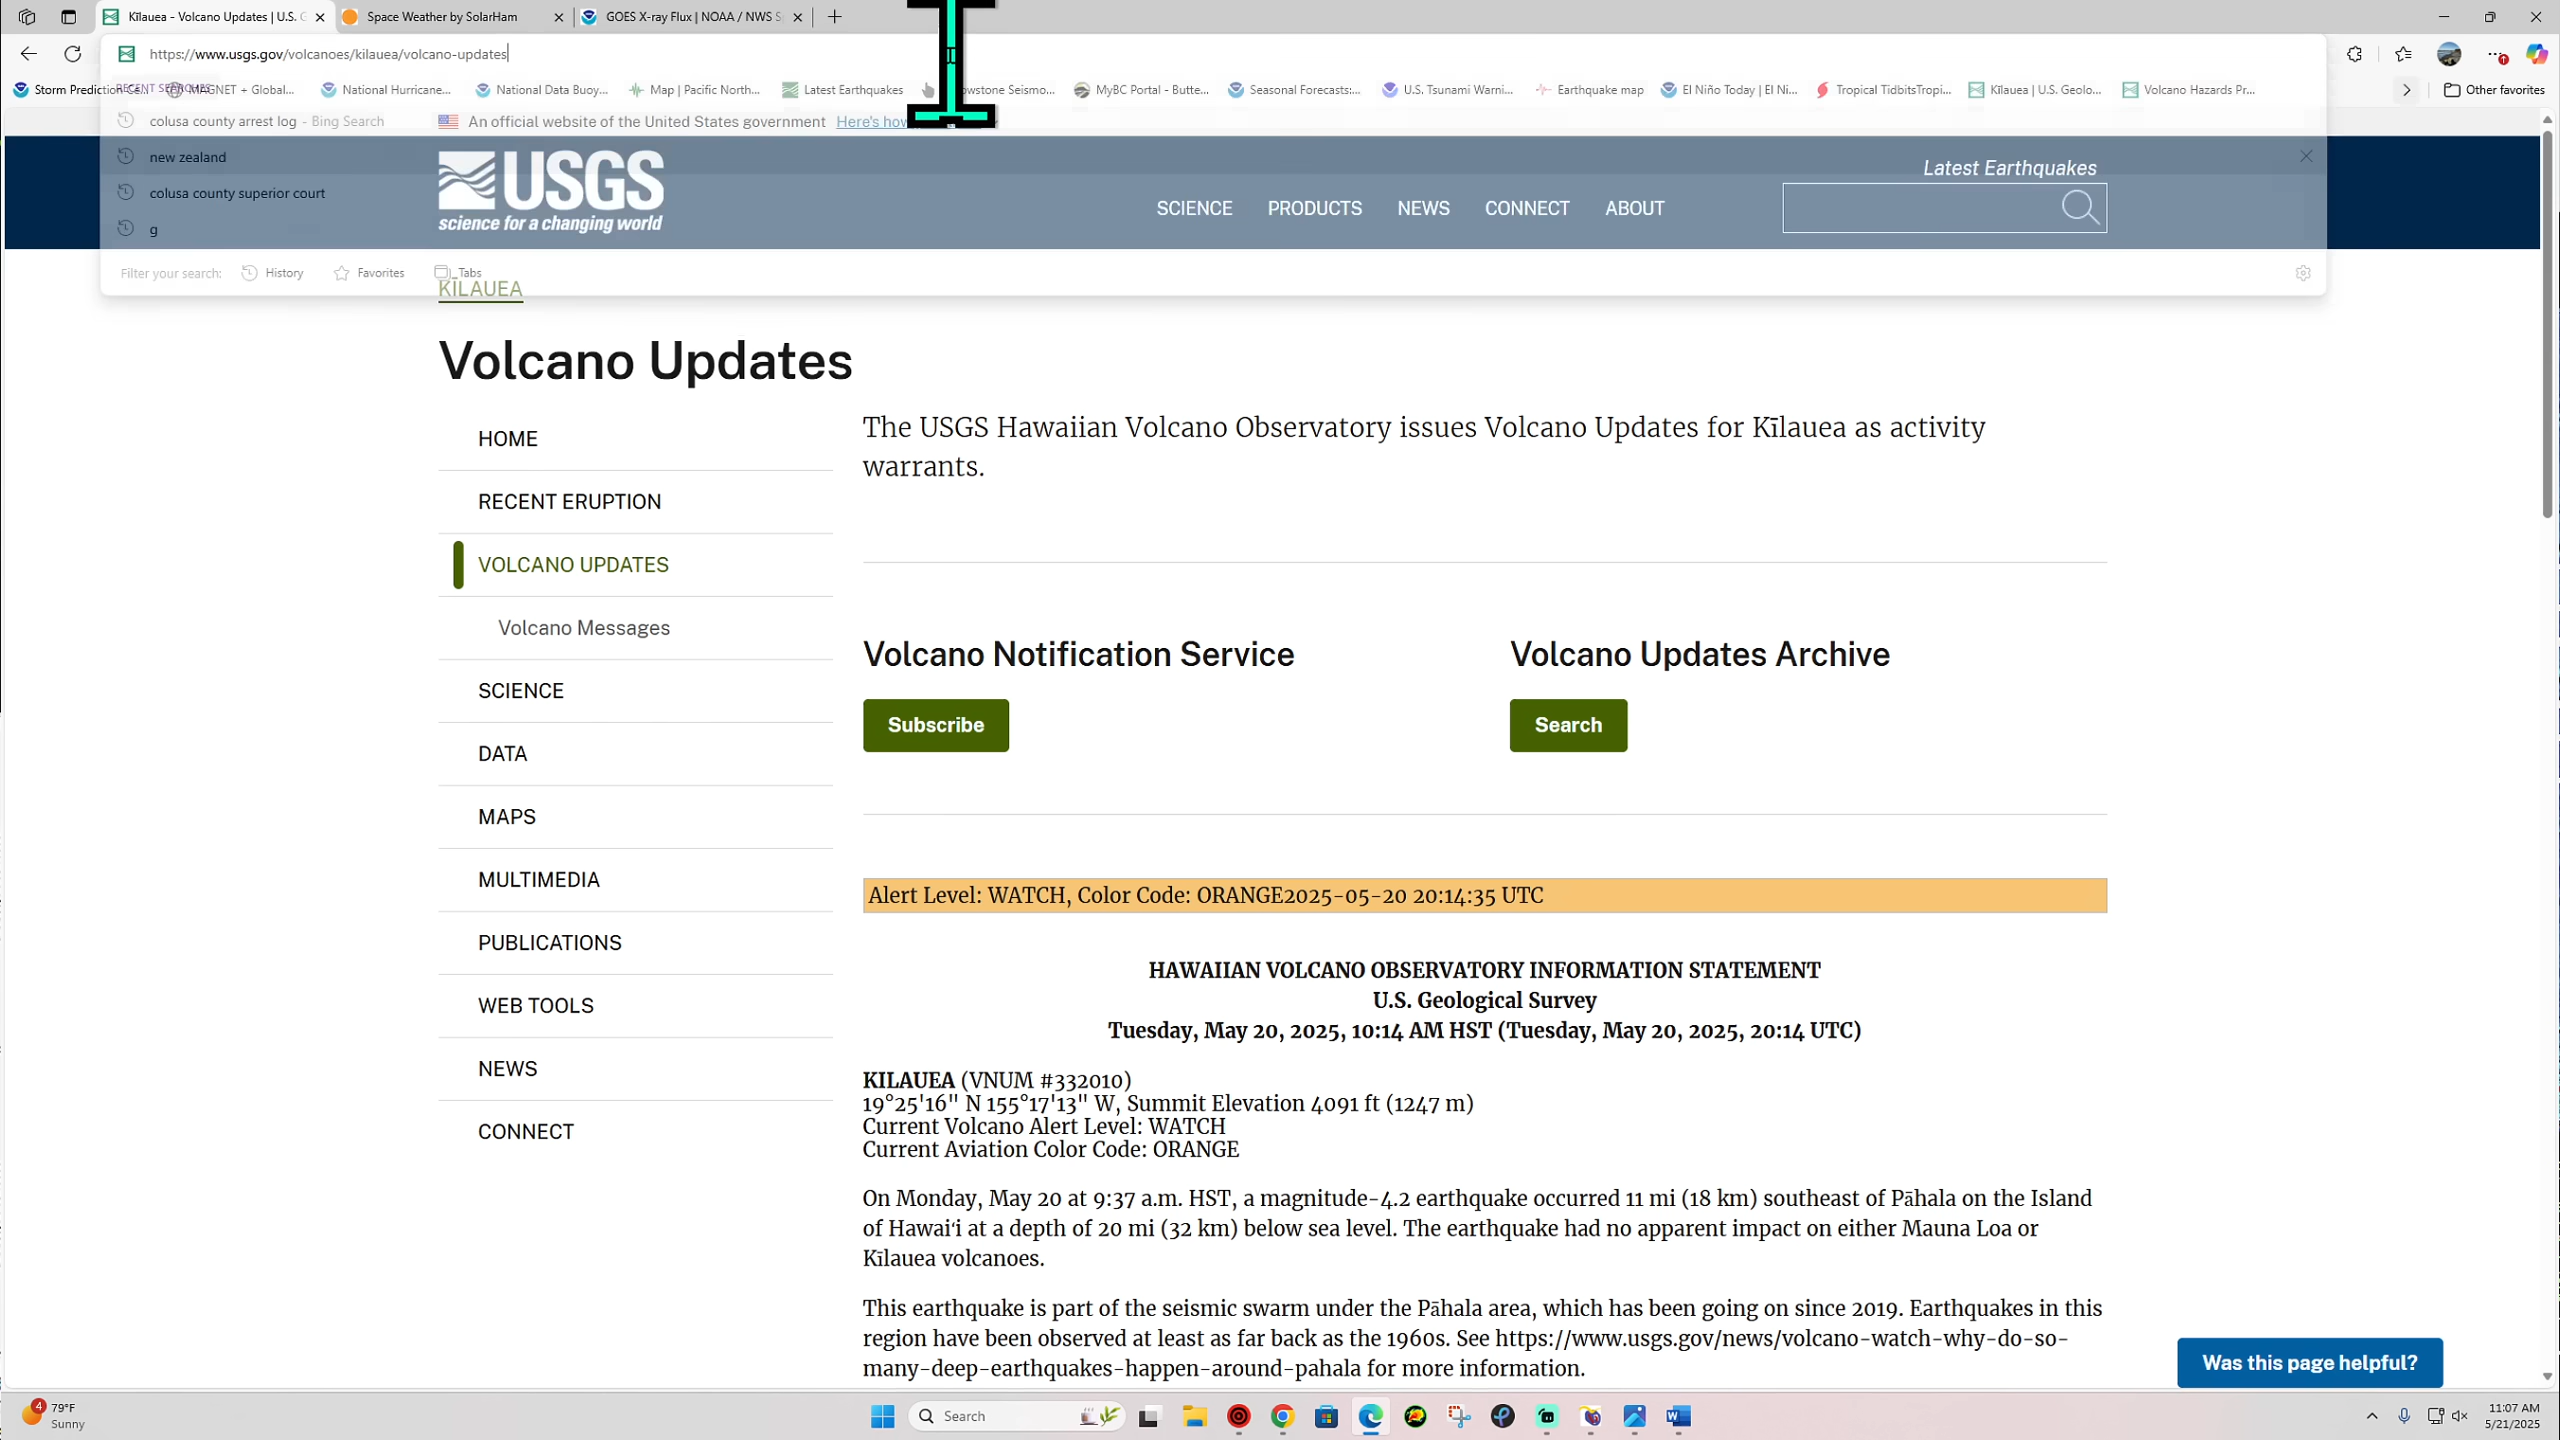 Kīlauea - Volcano Updates | U.S. G
Space Weather by SolarHam
GOES X-ray Flux | NOAA / NWS S
https://www.usgs.gov/volcanoes/kilauea/volcano-updates
Storm Prediction Ce...
MAGNET + Global...
National Hurricane...
National Data Buoy...
Map | Pacific North...
Latest Earthquakes
owstone Seismo...
MyBC Portal - Butte...
Seasonal Forecasts:...
U.S. Tsunami Warni...
Earthquake map
El Niño Today | El Ni...
Tropical TidbitsTropi...
Kīlauea | U.S. Geolo...
Volcano Hazards Pr...
Other favorites
RECENT SEARCHES
colusa county arrest log - Bing Search
new zealand
colusa county superior court
g
Filter your search:
History
Favorites
Tabs
An official website of the United States government
Here's how
USGS
science for a changing world
SCIENCE
PRODUCTS
NEWS
CONNECT
ABOUT
Latest Earthquakes
KĪLAUEA
Volcano Updates
HOME
RECENT ERUPTION
VOLCANO UPDATES
Volcano Messages
SCIENCE
DATA
MAPS
MULTIMEDIA
PUBLICATIONS
WEB TOOLS
NEWS
CONNECT
The USGS Hawaiian Volcano Observatory issues Volcano Updates for Kīlauea as activity
warrants.
Volcano Notification Service
Subscribe
Volcano Updates Archive
Search
Alert Level: WATCH, Color Code: ORANGE2025-05-20 20:14:35 UTC
HAWAIIAN VOLCANO OBSERVATORY INFORMATION STATEMENT
U.S. Geological Survey
Tuesday, May 20, 2025, 10:14 AM HST (Tuesday, May 20, 2025, 20:14 UTC)
KILAUEA (VNUM #332010)
19°25'16" N 155°17'13" W, Summit Elevation 4091 ft (1247 m)
Current Volcano Alert Level: WATCH
Current Aviation Color Code: ORANGE
On Monday, May 20 at 9:37 a.m. HST, a magnitude-4.2 earthquake occurred 11 mi (18 km) southeast of Pāhala on the Island
of Hawaiʻi at a depth of 20 mi (32 km) below sea level. The earthquake had no apparent impact on either Mauna Loa or
Kīlauea volcanoes.
This earthquake is part of the seismic swarm under the Pāhala area, which has been going on since 2019. Earthquakes in this
region have been observed at least as far back as the 1960s. See https://www.usgs.gov/news/volcano-watch-why-do-so-
many-deep-earthquakes-happen-around-pahala for more information.
Was this page helpful?
4
79°F
Sunny
Search
11:07 AM
5/21/2025